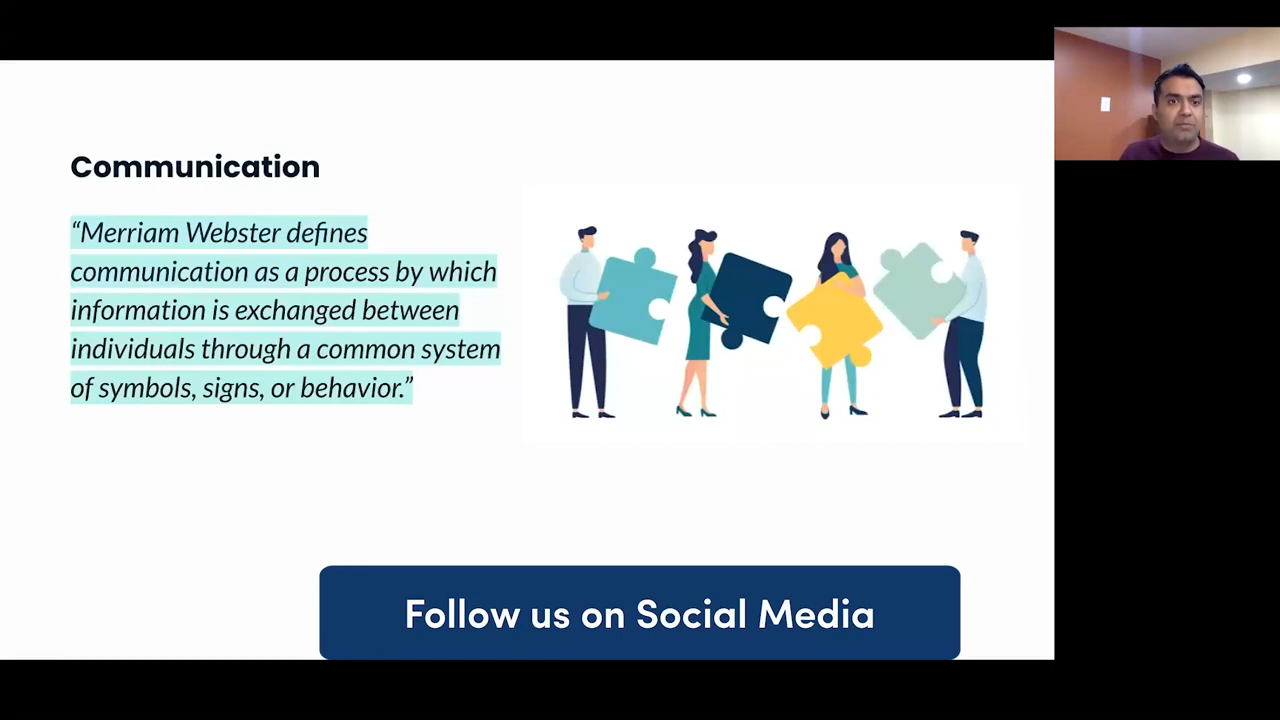 Communication
“Merriam Webster defines
communication as a process by which
information is exchanged between
individuals through a common system
of symbols, signs, or behavior.”
Follow us on Social Media